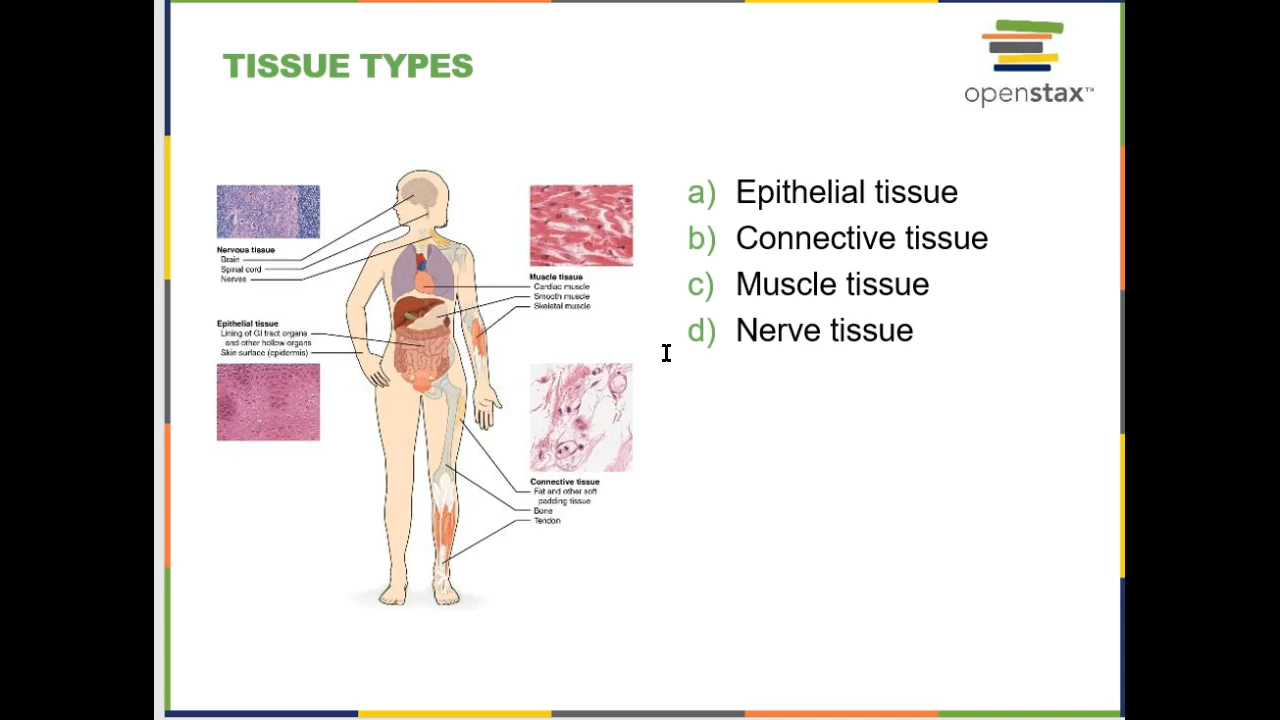 TISSUE TYPES
openstax™
Nervous tissue
Brain
Spinal cord
Nerves
Epithelial tissue
Lining of GI tract organs
and other hollow organs
Skin surface (epidermis)
Muscle tissue
Cardiac muscle
Smooth muscle
Skeletal muscle
Connective tissue
Fat and other soft
padding tissue
Bone
Tendon
a) Epithelial tissue
b) Connective tissue
c) Muscle tissue
d) Nerve tissue